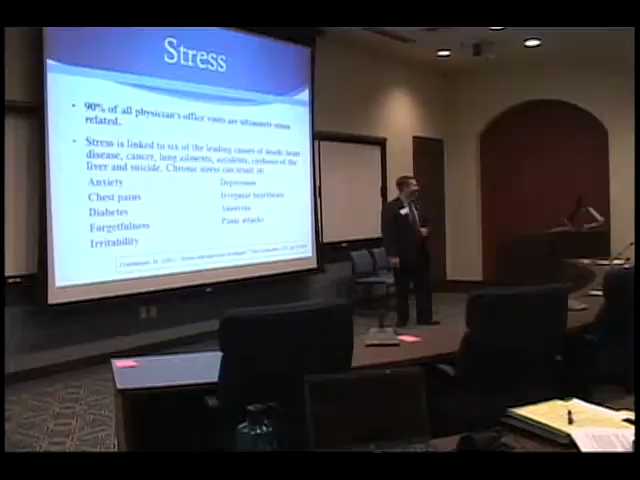 Stress
• 90% of all physician's office visits are ultimately stress
related.
• Stress is linked to six of the leading causes of death: heart
disease, cancer, lung ailments, accidents, cirrhosis of the
liver and suicide. Chronic stress can result in:
Anxiety Depression
Chest pains Irregular heartbeats
Diabetes
Forgetfulness Panic attacks
Irritability